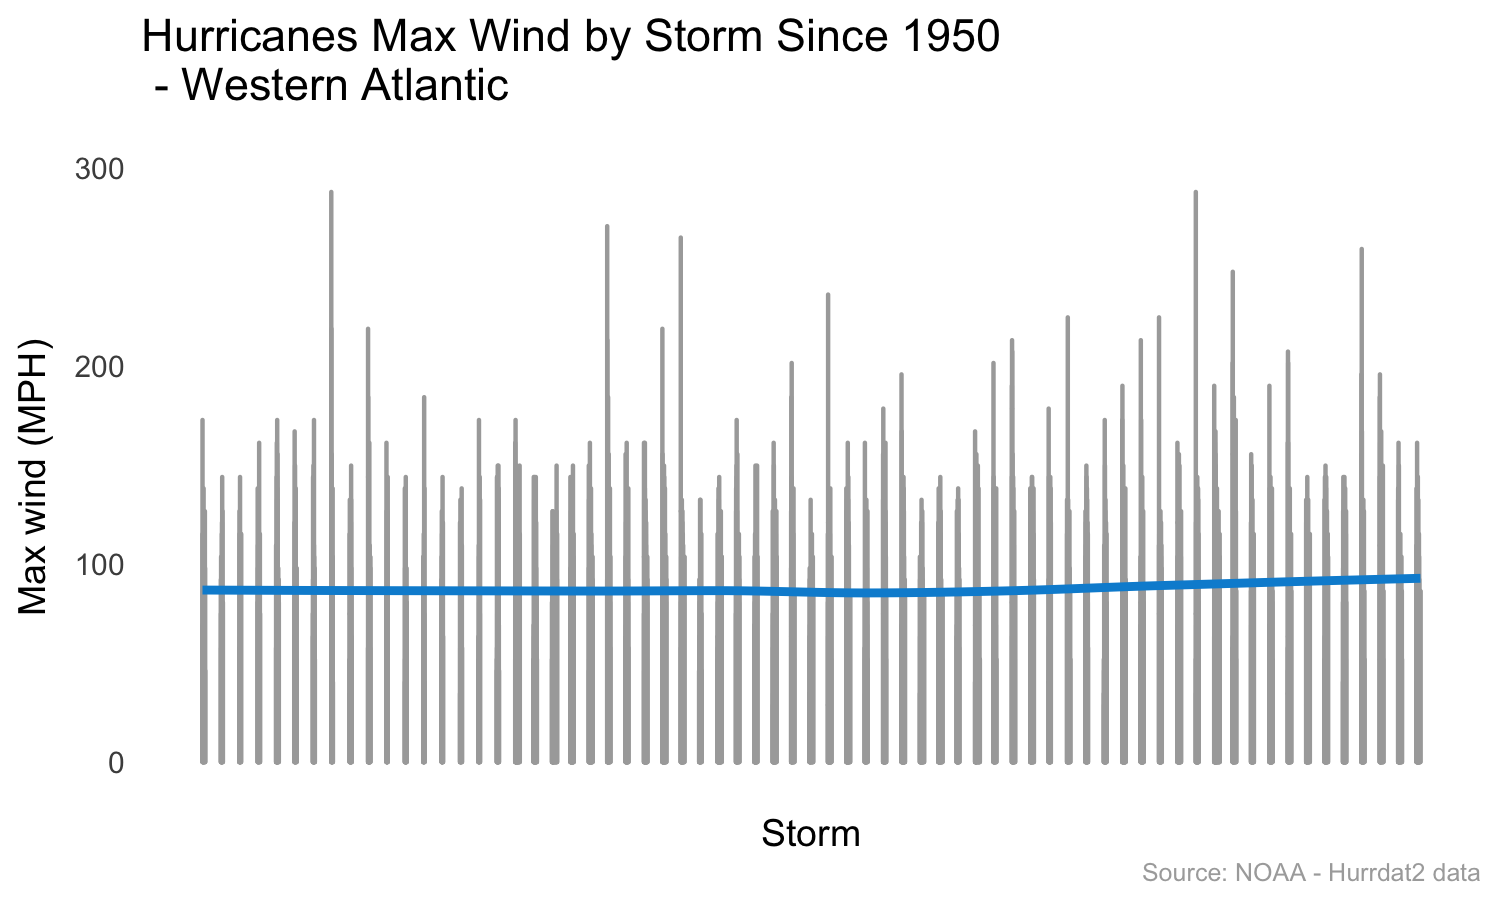 Hurricanes Max Wind by Storm Since 1950
- Western Atlantic
300
200
100
0
Max wind (MPH)
Storm
Source: NOAA - Hurrdat2 data